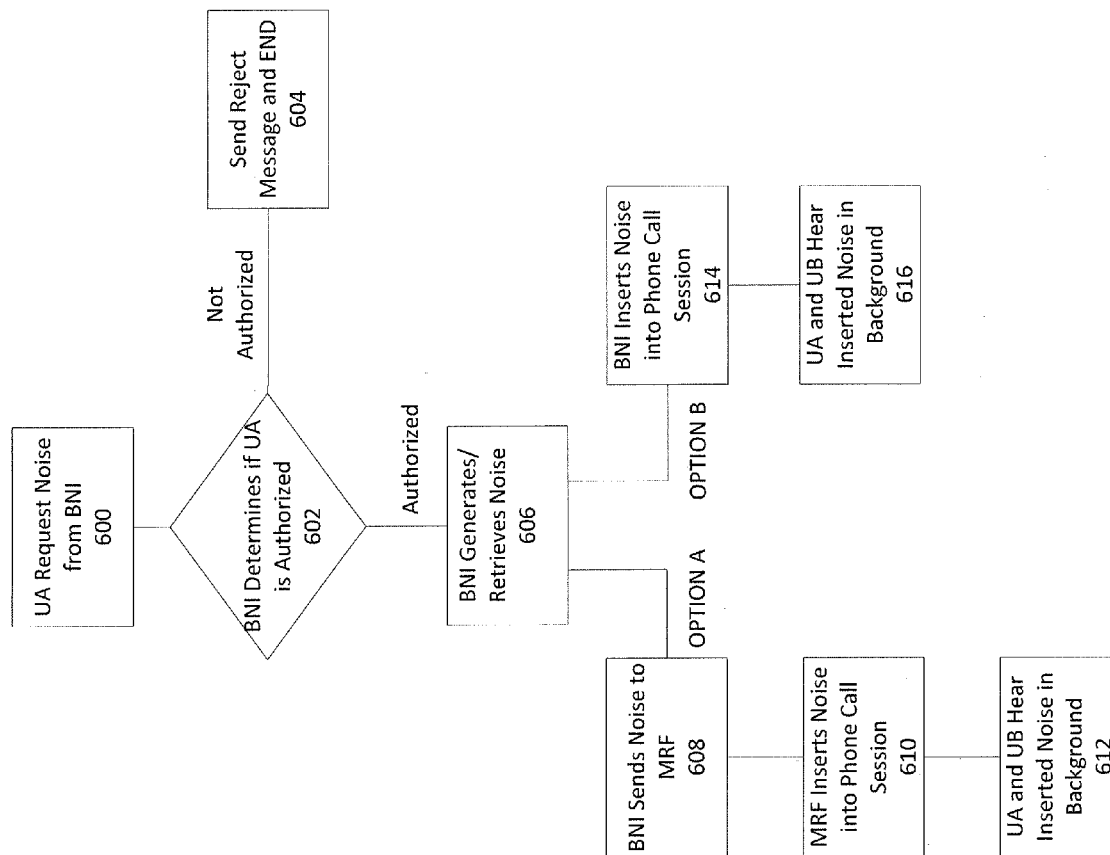 UA Request Noise
from BNI
600
BNI Determines if UA
is Authorized
602
Not
Authorized
Send Reject
Message and END
604
Authorized
BNI Generates/
Retrieves Noise
606
OPTION A
OPTION B
BNI Sends Noise to
MRF
608
MRF Inserts Noise
into Phone Call
Session
610
UA and UB Hear
Inserted Noise in
Background
612
BNI Inserts Noise
into Phone Call
Session
614
UA and UB Hear
Inserted Noise in
Background
616